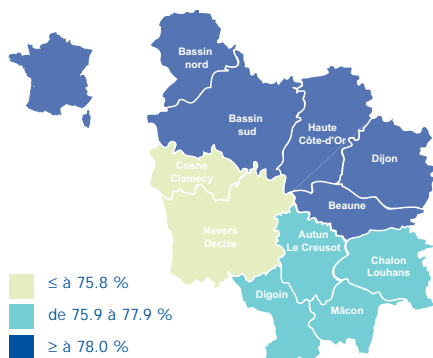 Bassin
nord
Bassin
sud
Haute
Côte-d'Or
Dijon
Cosne
Clamecy
Beaune
Nevers
Decize
Autun
Le Creusot
Chalon
Louhans
Digoin
Mâcon
≤ à 75.8 %
de 75.9 à 77.9 %
≥ à 78.0 %